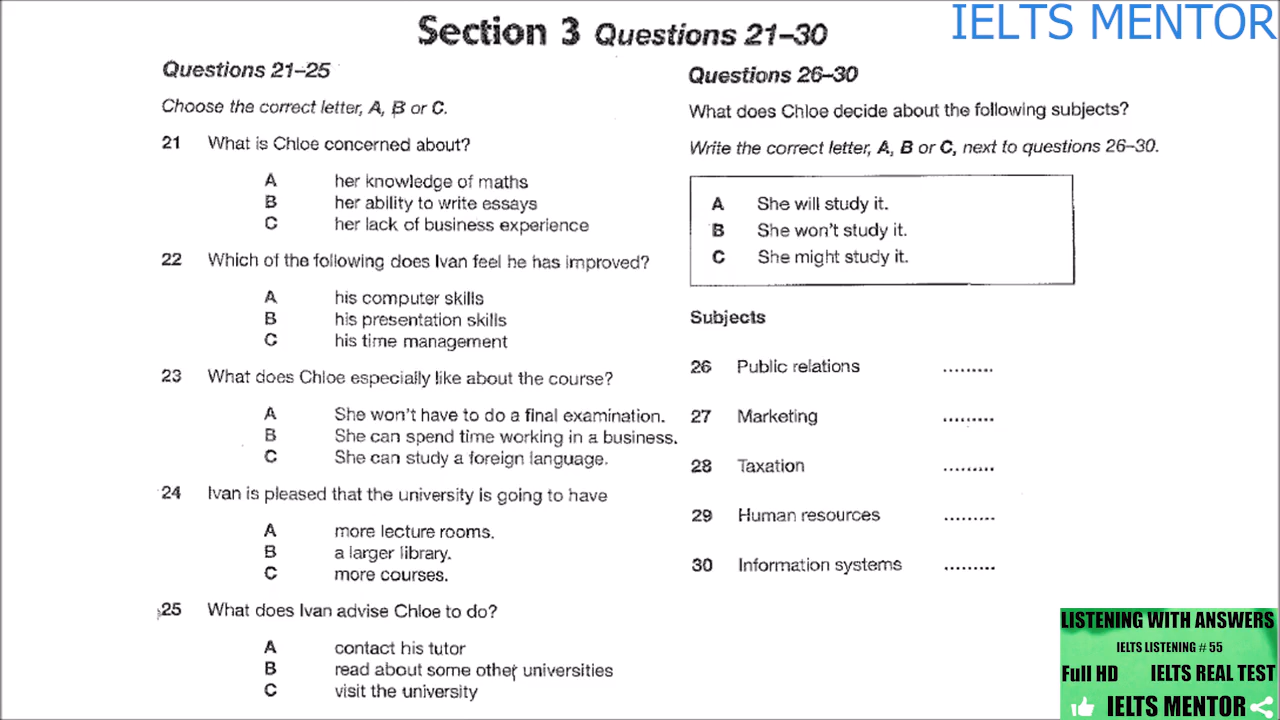 IELTS MENTOR
Section 3 Questions 21–30
Questions 21–25
Choose the correct letter, A, B or C.
21 What is Chloe concerned about?
A her knowledge of maths
B her ability to write essays
C her lack of business experience
22 Which of the following does Ivan feel he has improved?
A his computer skills
B his presentation skills
C his time management
23 What does Chloe especially like about the course?
A She won't have to do a final examination.
B She can spend time working in a business.
C She can study a foreign language.
24 Ivan is pleased that the university is going to have
A more lecture rooms.
B a larger library.
C more courses.
25 What does Ivan advise Chloe to do?
A contact his tutor
B read about some other universities
C visit the university
Questions 26–30
What does Chloe decide about the following subjects?
Write the correct letter, A, B or C, next to questions 26–30.
A She will study it.
B She won't study it.
C She might study it.
Subjects
26 Public relations .........
27 Marketing .........
28 Taxation .........
29 Human resources .........
30 Information systems .........
LISTENING WITH ANSWERS
IELTS LISTENING # 55
Full HD IELTS REAL TEST
IELTS MENTOR